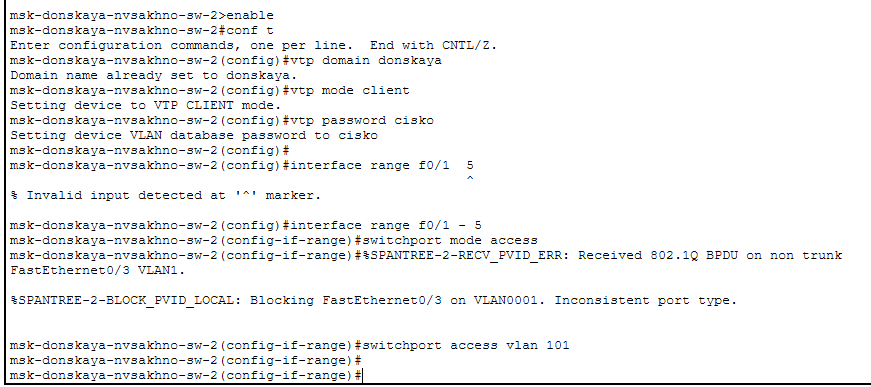 msk-donskaya-nvsakhno-sw-2>enable
msk-donskaya-nvsakhno-sw-2#conf t
Enter configuration commands, one per line.  End with CNTL/Z.
msk-donskaya-nvsakhno-sw-2(config)#vtp domain donskaya
Domain name already set to donskaya.
msk-donskaya-nvsakhno-sw-2(config)#vtp mode client
Setting device to VTP CLIENT mode.
msk-donskaya-nvsakhno-sw-2(config)#vtp password cisko
Setting device VLAN database password to cisko
msk-donskaya-nvsakhno-sw-2(config)#
msk-donskaya-nvsakhno-sw-2(config)#interface range f0/1  5
^
% Invalid input detected at '^' marker.
msk-donskaya-nvsakhno-sw-2(config)#interface range f0/1 - 5
msk-donskaya-nvsakhno-sw-2(config-if-range)#switchport mode access
msk-donskaya-nvsakhno-sw-2(config-if-range)#%SPANTREE-2-RECV_PVID_ERR: Received 802.1Q BPDU on non trunk
FastEthernet0/3 VLAN1.
%SPANTREE-2-BLOCK_PVID_LOCAL: Blocking FastEthernet0/3 on VLAN0001. Inconsistent port type.
msk-donskaya-nvsakhno-sw-2(config-if-range)#switchport access vlan 101
msk-donskaya-nvsakhno-sw-2(config-if-range)#
msk-donskaya-nvsakhno-sw-2(config-if-range)#